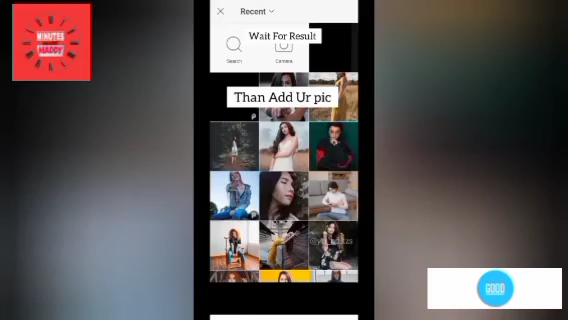 Recent
Wait For Result
Search
Camera
Than Add Ur pic
MINUTES
MADDY
GOOD